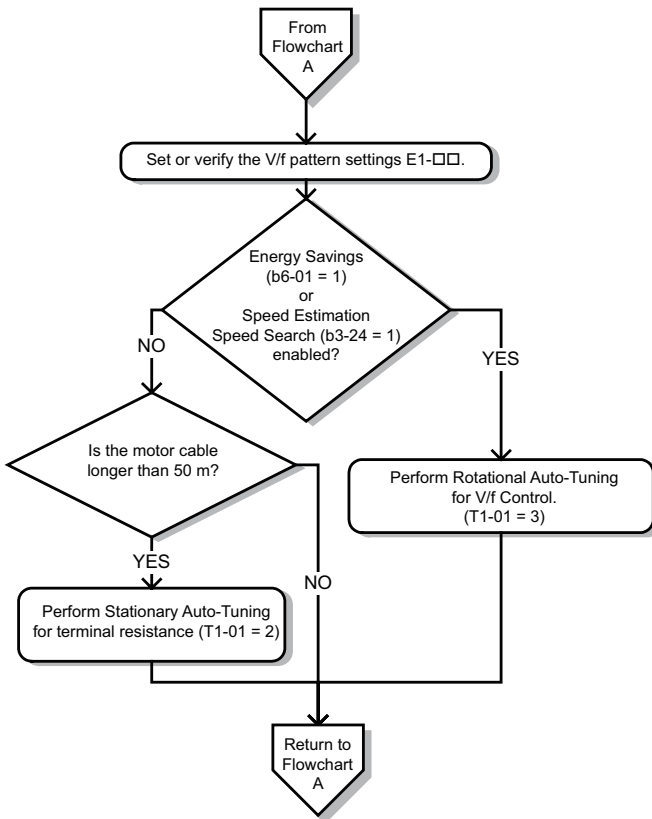 From
Flowchart
A
Set or verify the V/f pattern settings E1-□□.
Energy Savings
(b6-01 = 1)
or
Speed Estimation
Speed Search (b3-24 = 1)
enabled?
NO
YES
Is the motor cable
longer than 50 m?
Perform Rotational Auto-Tuning
for V/f Control.
(T1-01 = 3)
YES
NO
Perform Stationary Auto-Tuning
for terminal resistance (T1-01 = 2)
Return to
Flowchart
A